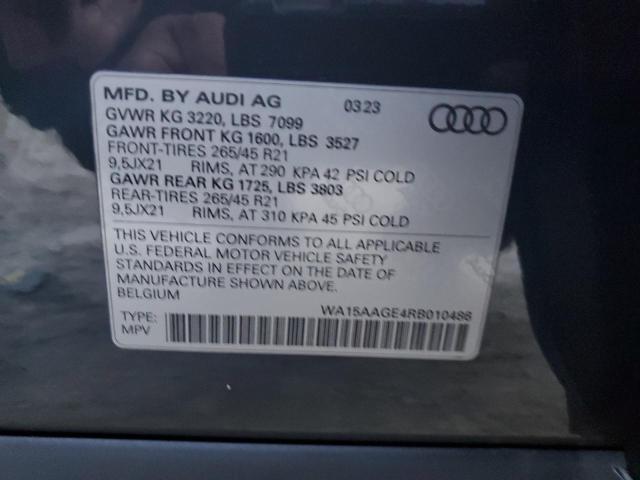 MFD. BY AUDI AG 0323
GVWR KG 3220, LBS 7099
GAWR FRONT KG 1600, LBS 3527
FRONT-TIRES 265/45 R21
9,5JX21 RIMS, AT 290 KPA 42 PSI COLD
GAWR REAR KG 1725, LBS 3803
REAR-TIRES 265/45 R21
9,5JX21 RIMS, AT 310 KPA 45 PSI COLD
THIS VEHICLE CONFORMS TO ALL APPLICABLE
U.S. FEDERAL MOTOR VEHICLE SAFETY
STANDARDS IN EFFECT ON THE DATE OF
MANUFACTURE SHOWN ABOVE.
BELGIUM
WA15AAGE4RB010486
TYPE:
MPV